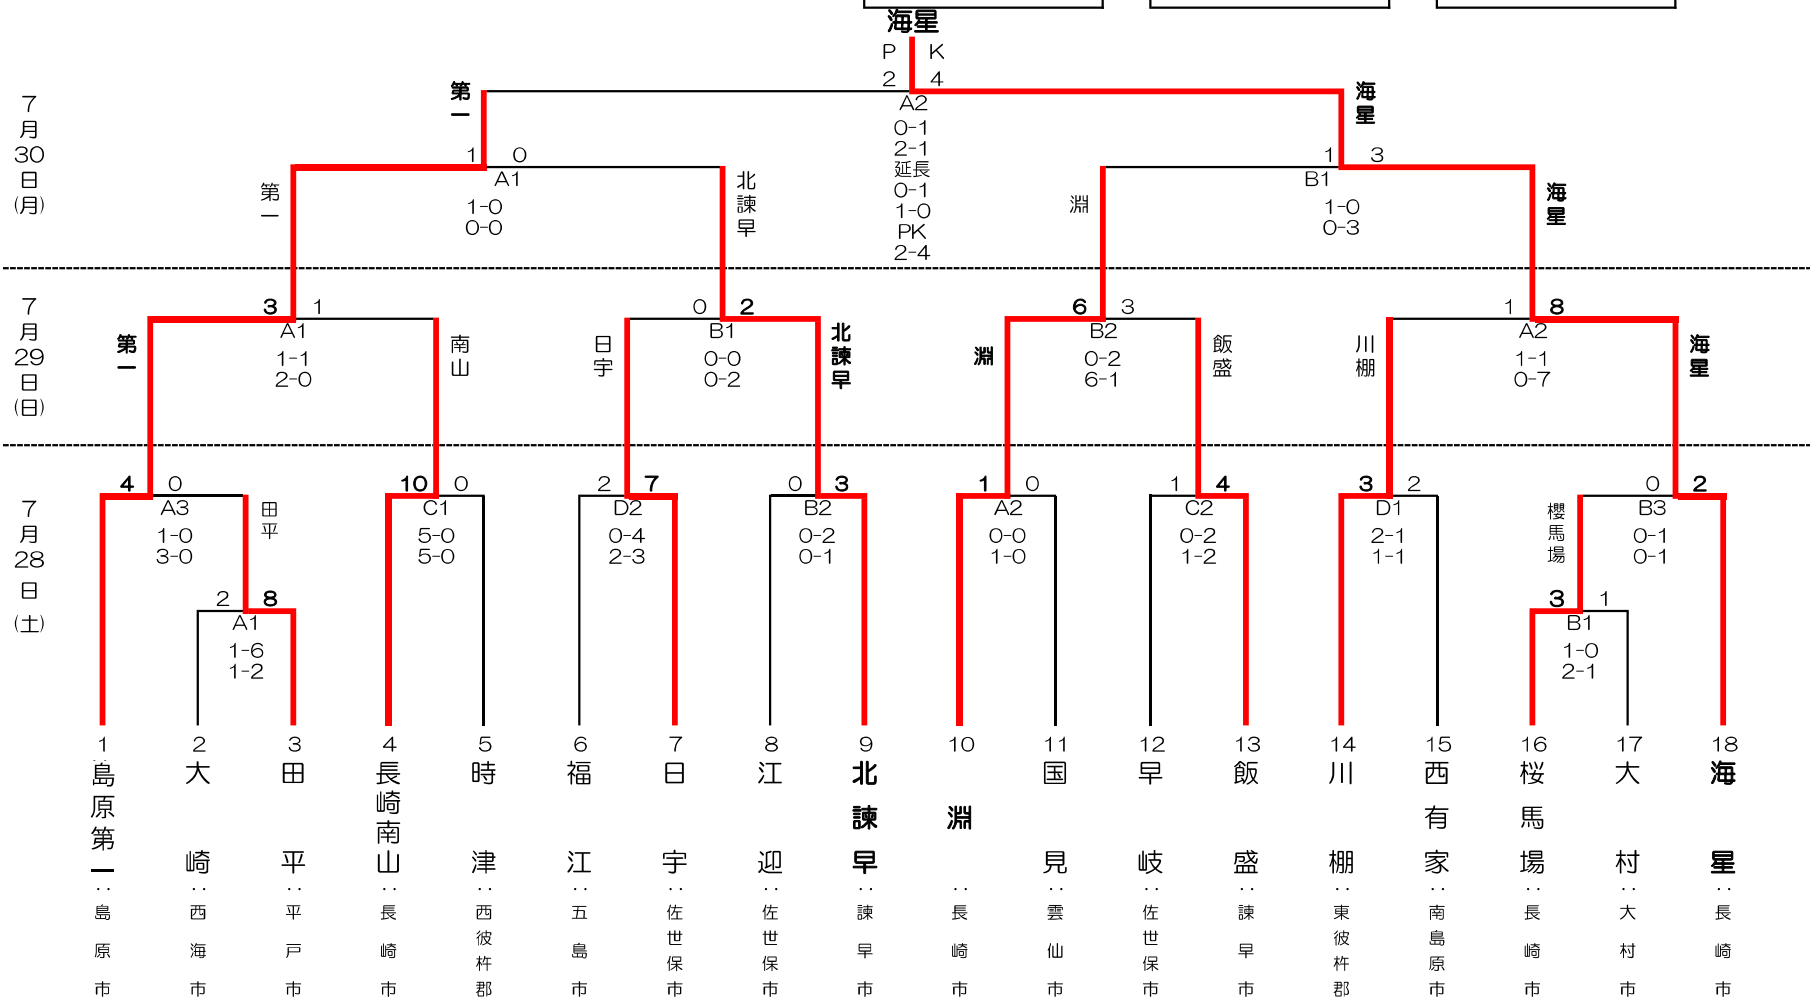 海星
P K
2 4
第一
海星
A2
0-1
2-1
延長
0-1
1-0
PK
2-4
7月30日(月)
1 0
A1
1-0
0-0
第一
北諫早
1 3
B1
1-0
0-3
淵
海星
7月29日(日)
3 1
A1
1-1
2-0
第一
南山
0 2
B1
0-0
0-2
日宇
北諫早
6 3
B2
0-2
6-1
淵
飯盛
1 8
A2
1-1
0-7
川棚
海星
7月28日(土)
4 0
A3
1-0
3-0
田平
10 0
C1
5-0
5-0
2 7
D2
0-4
2-3
0 3
B2
0-2
0-1
1 0
A2
0-0
1-0
1 4
C2
0-2
1-2
3 2
D1
2-1
1-1
0 2
B3
0-1
0-1
櫻馬場
2 8
A1
1-6
1-2
3 1
B1
1-0
2-1
1 島原第一:島原市
2 大崎:西海市
3 田平:平戸市
4 長崎南山:長崎市
5 時津:西彼杵郡
6 福江:五島市
7 日宇:佐世保市
8 江迎:佐世保市
9 北諫早:諫早市
10 淵:長崎市
11 国見:雲仙市
12 早岐:佐世保市
13 飯盛:諫早市
14 川棚:東彼杵郡
15 西有家:南島原市
16 桜馬場:長崎市
17 大村:大村市
18 海星:長崎市